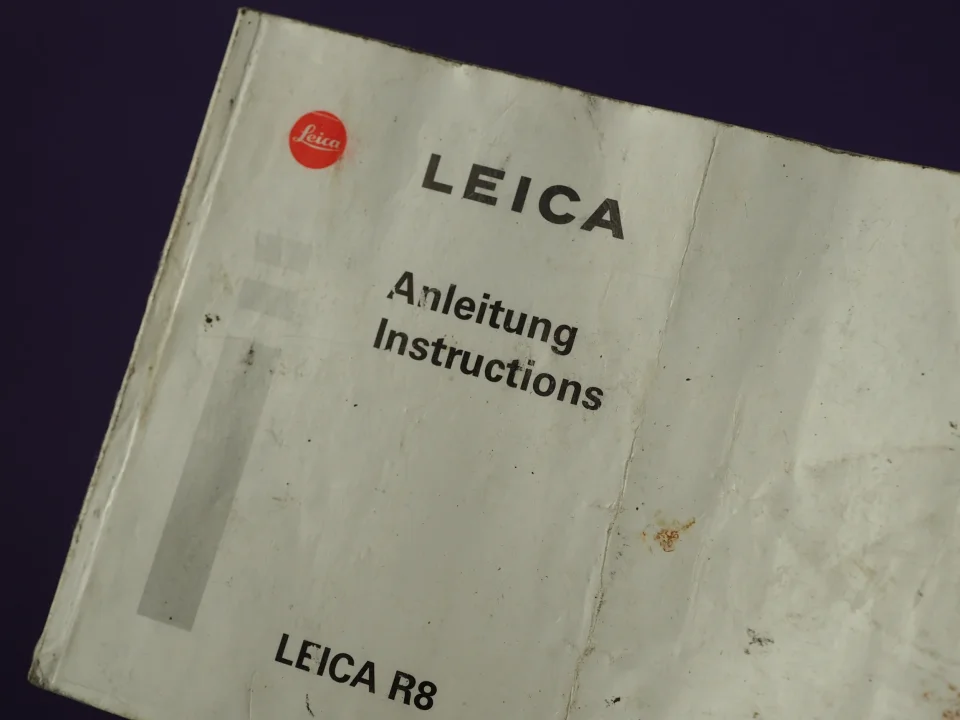 Leica
LEICA
Anleitung
Instructions
LEICA R8